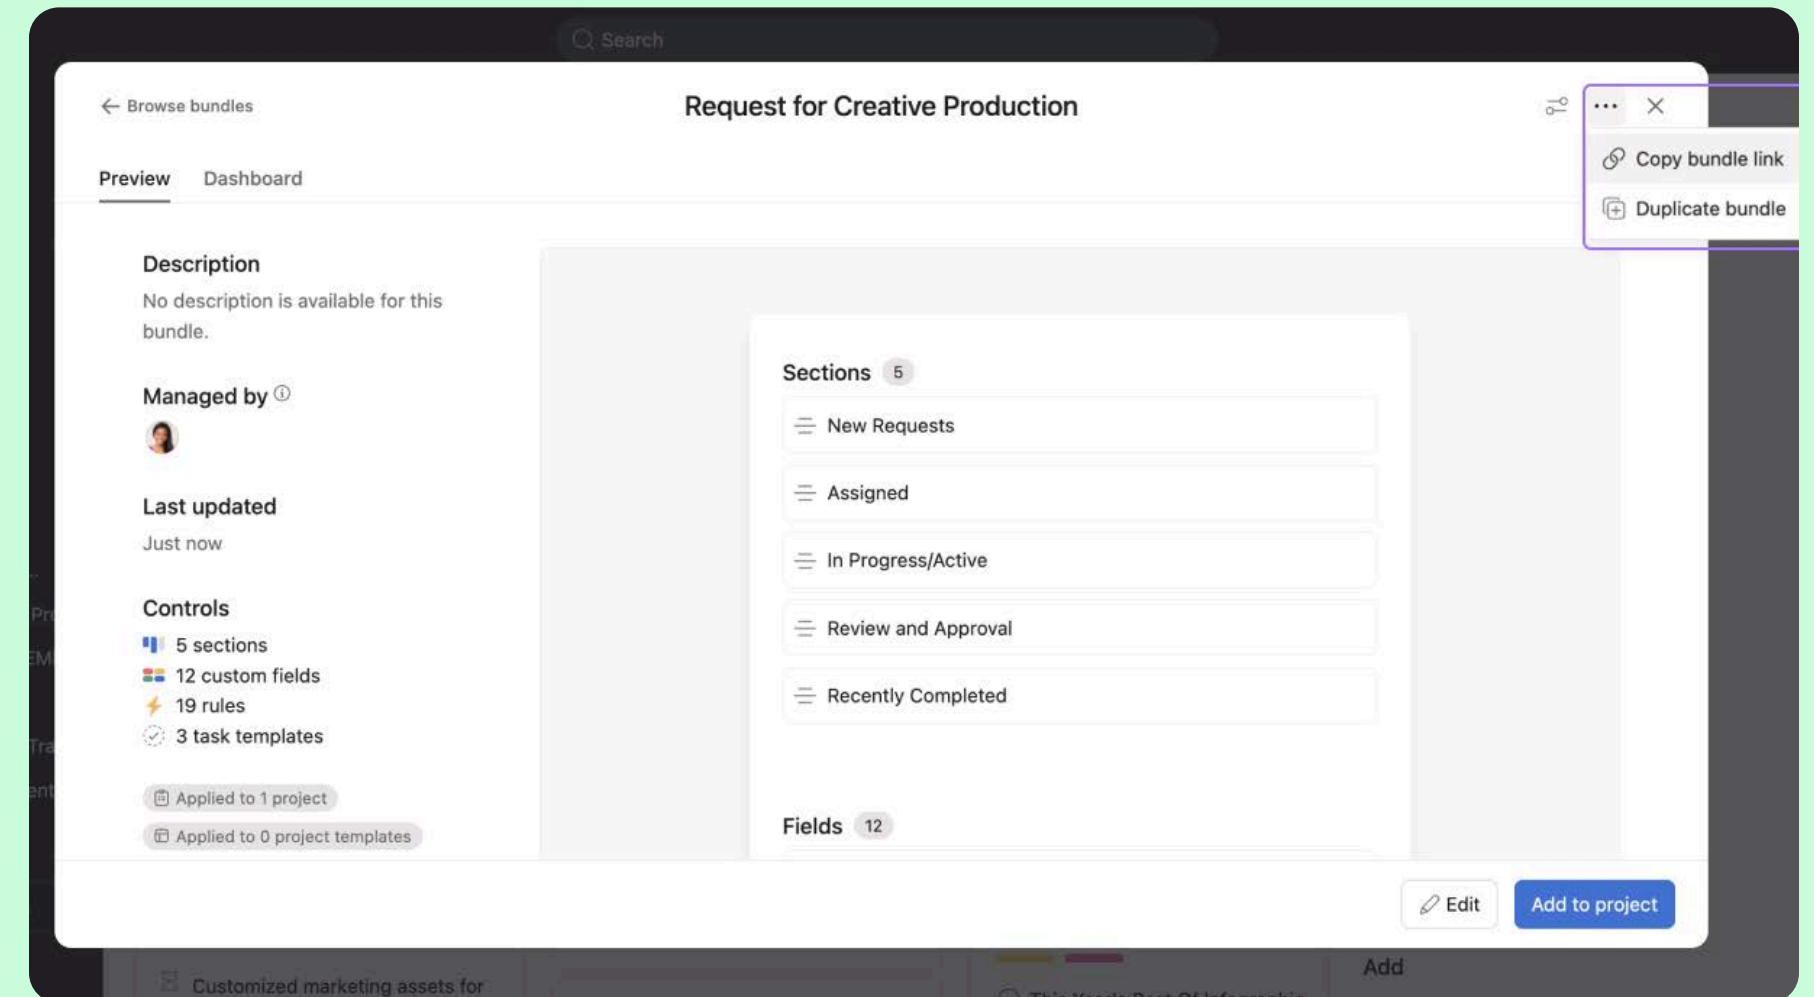 Search
Browse bundles
Request for Creative Production
Copy bundle link
Duplicate bundle
Preview
Dashboard
Description
No description is available for this
bundle.
Managed by
Last updated
Just now
Controls
5 sections
12 custom fields
19 rules
3 task templates
Applied to 1 project
Applied to 0 project templates
Sections 5
New Requests
Assigned
In Progress/Active
Review and Approval
Recently Completed
Fields 12
Edit
Add to project
Customized marketing assets for
Add